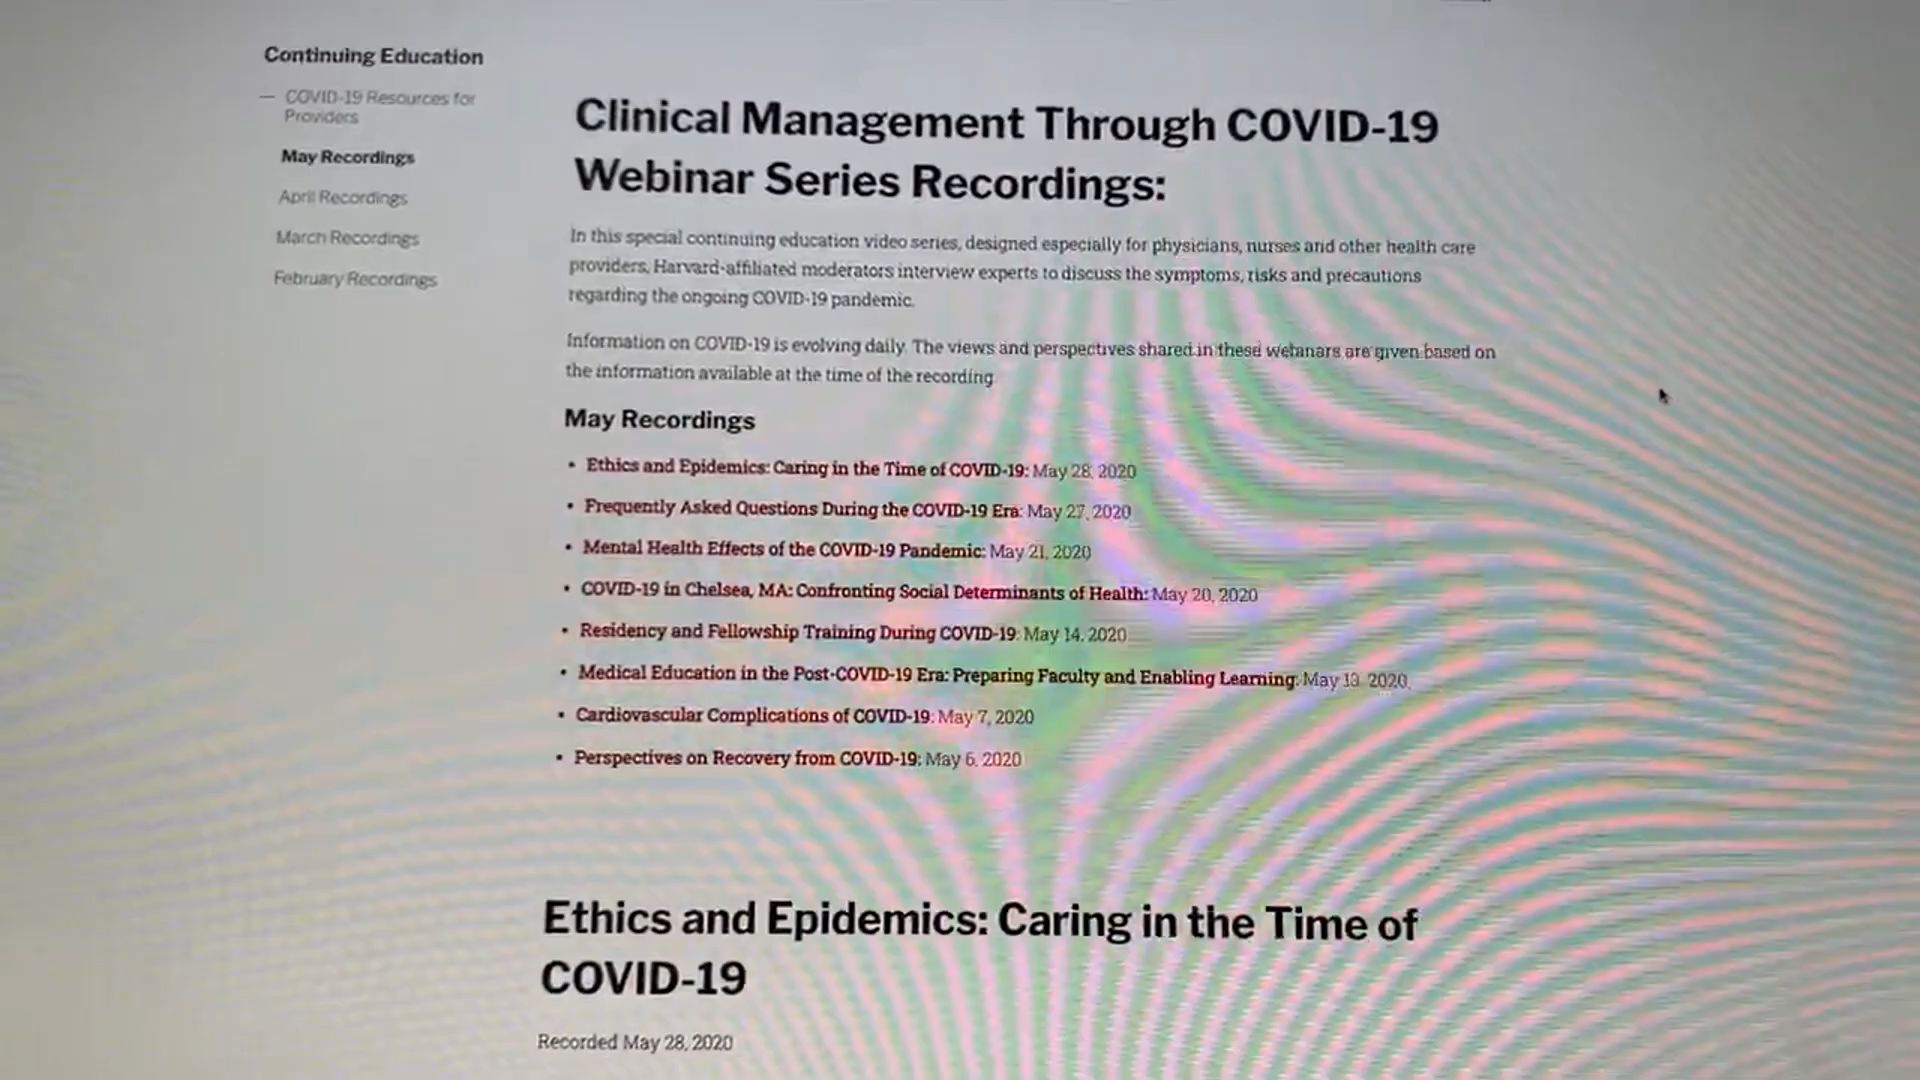 Continuing Education
— COVID-19 Resources for
Providers
May Recordings
April Recordings
March Recordings
February Recordings
Clinical Management Through COVID-19
Webinar Series Recordings:
In this special continuing education video series, designed especially for physicians, nurses and other health care
providers, Harvard-affiliated moderators interview experts to discuss the symptoms, risks and precautions
regarding the ongoing COVID-19 pandemic.
Information on COVID-19 is evolving daily. The views and perspectives shared in these webinars are given based on
the information available at the time of the recording.
May Recordings
• Ethics and Epidemics: Caring in the Time of COVID-19: May 28, 2020
• Frequently Asked Questions During the COVID-19 Era: May 27, 2020
• Mental Health Effects of the COVID-19 Pandemic: May 21, 2020
• COVID-19 in Chelsea, MA: Confronting Social Determinants of Health: May 20, 2020
• Residency and Fellowship Training During COVID-19: May 14, 2020
• Medical Education in the Post-COVID-19 Era: Preparing Faculty and Enabling Learning: May 13, 2020,
• Cardiovascular Complications of COVID-19: May 7, 2020
• Perspectives on Recovery from COVID-19: May 6, 2020
Ethics and Epidemics: Caring in the Time of
COVID-19
Recorded May 28, 2020